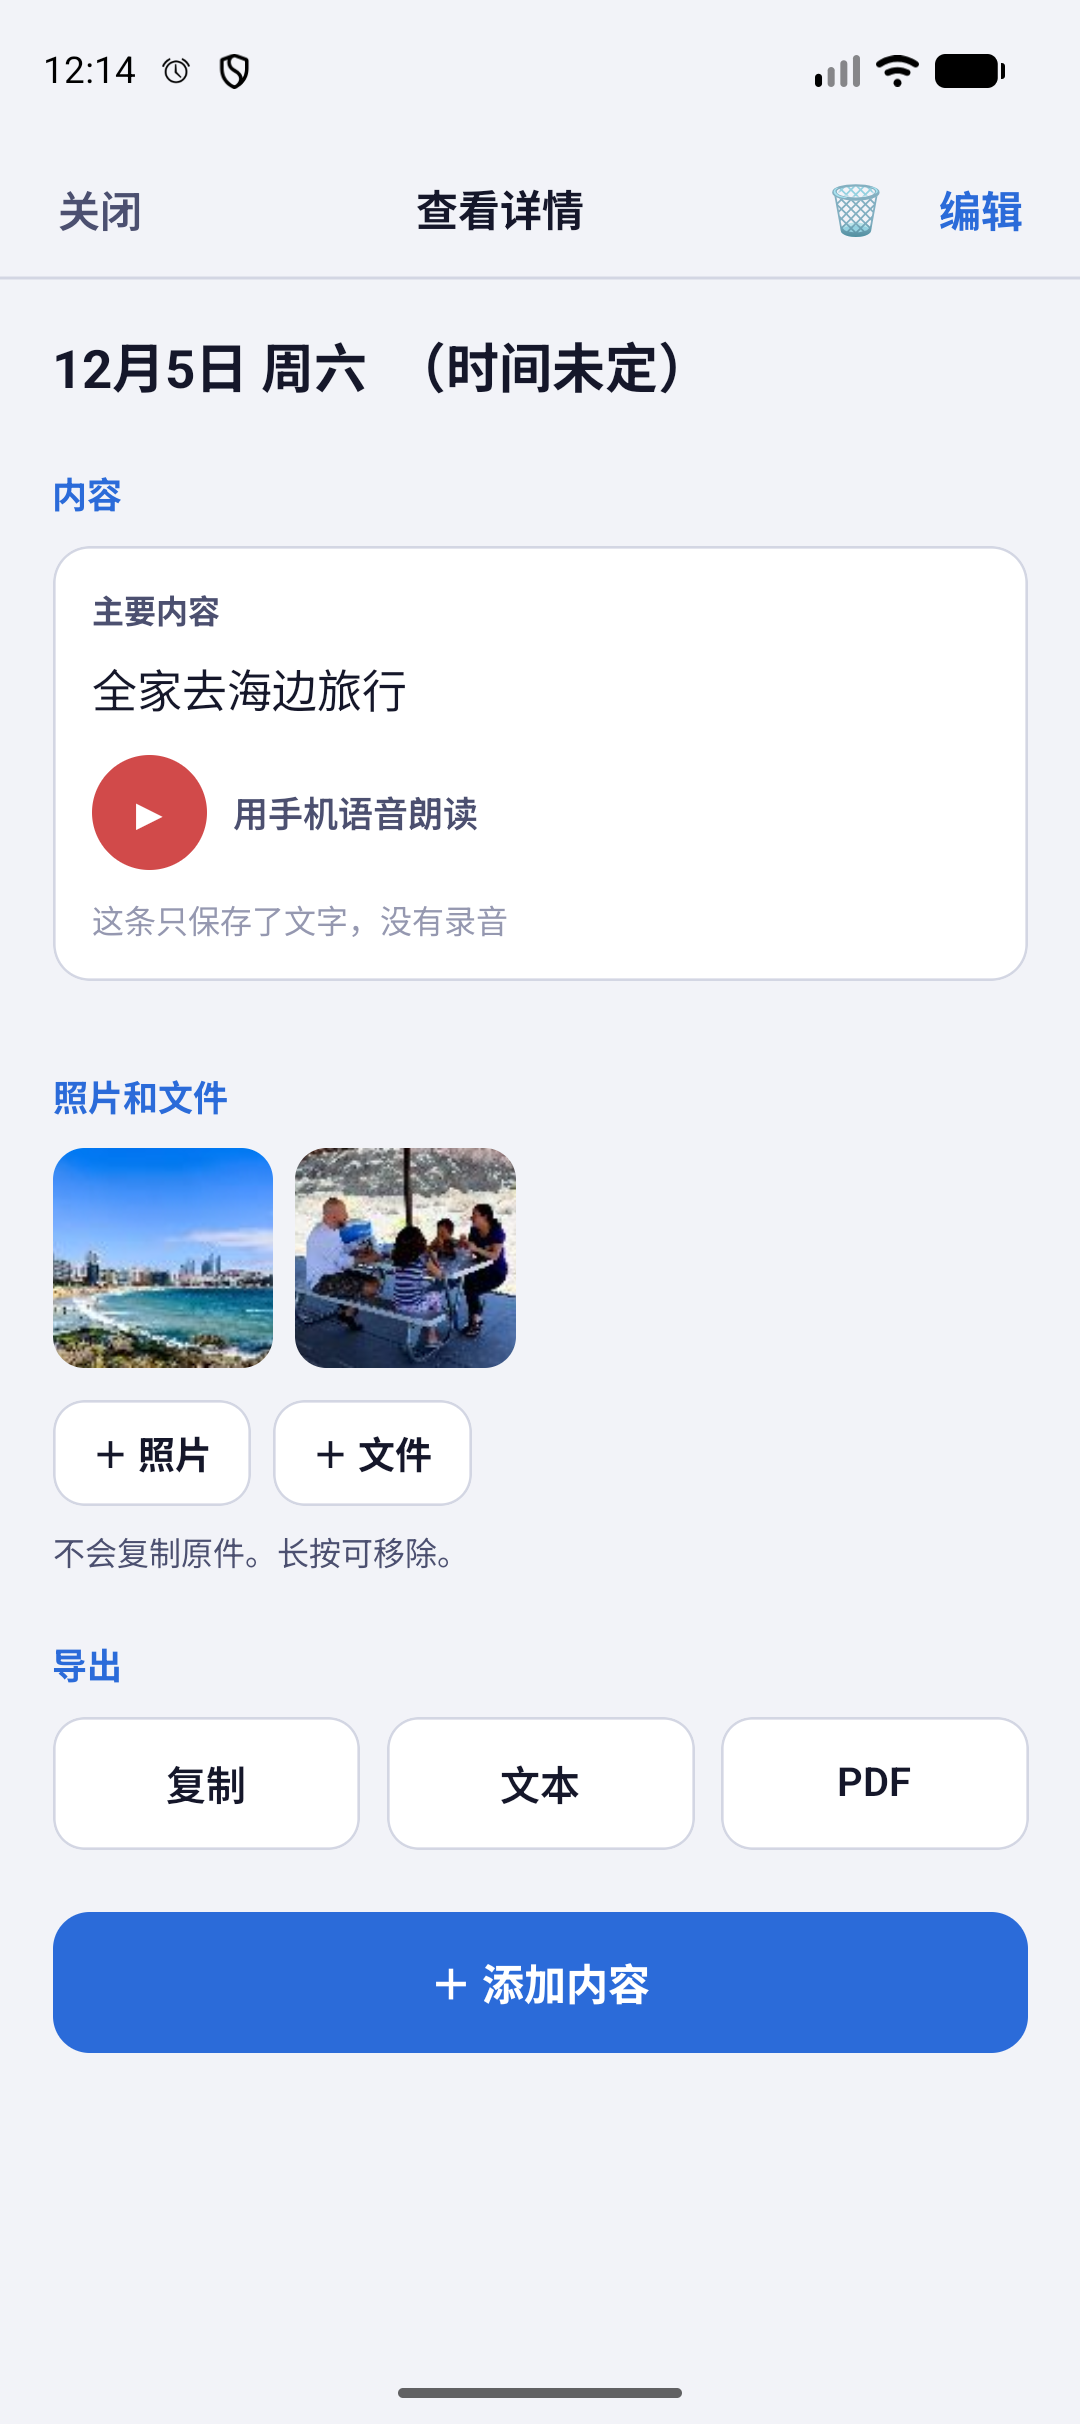 12:14
关闭
查看详情
编辑
12月5日 周六 （时间未定）
内容
主要内容
全家去海边旅行
用手机语音朗读
这条只保存了文字，没有录音
照片和文件
＋ 照片
＋ 文件
不会复制原件。长按可移除。
导出
复制
文本
PDF
＋ 添加内容